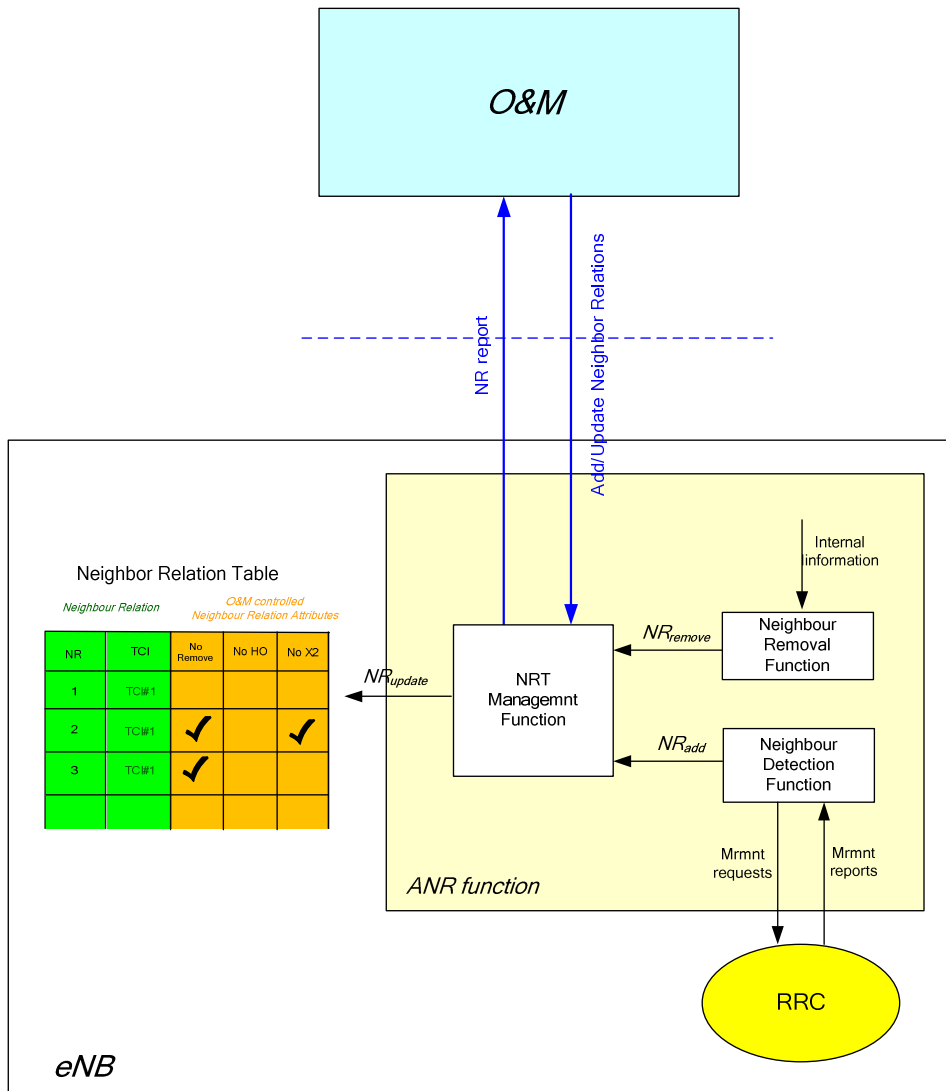 O&M
NR report
Add/Update Neighbor Relations
Neighbor Relation Table
Neighbour Relation
O&M controlled
Neighbour Relation Attributes
NR TCI No Remove No HO No X2
1 TCI#1
2 TCI#1
3 TCI#1
NRupdate
NRT
Managemnt
Function
NRremove
NRadd
Internal
Iinformation
Neighbour
Removal
Function
Neighbour
Detection
Function
Mrmnt
requests
Mrmnt
reports
ANR function
RRC
eNB